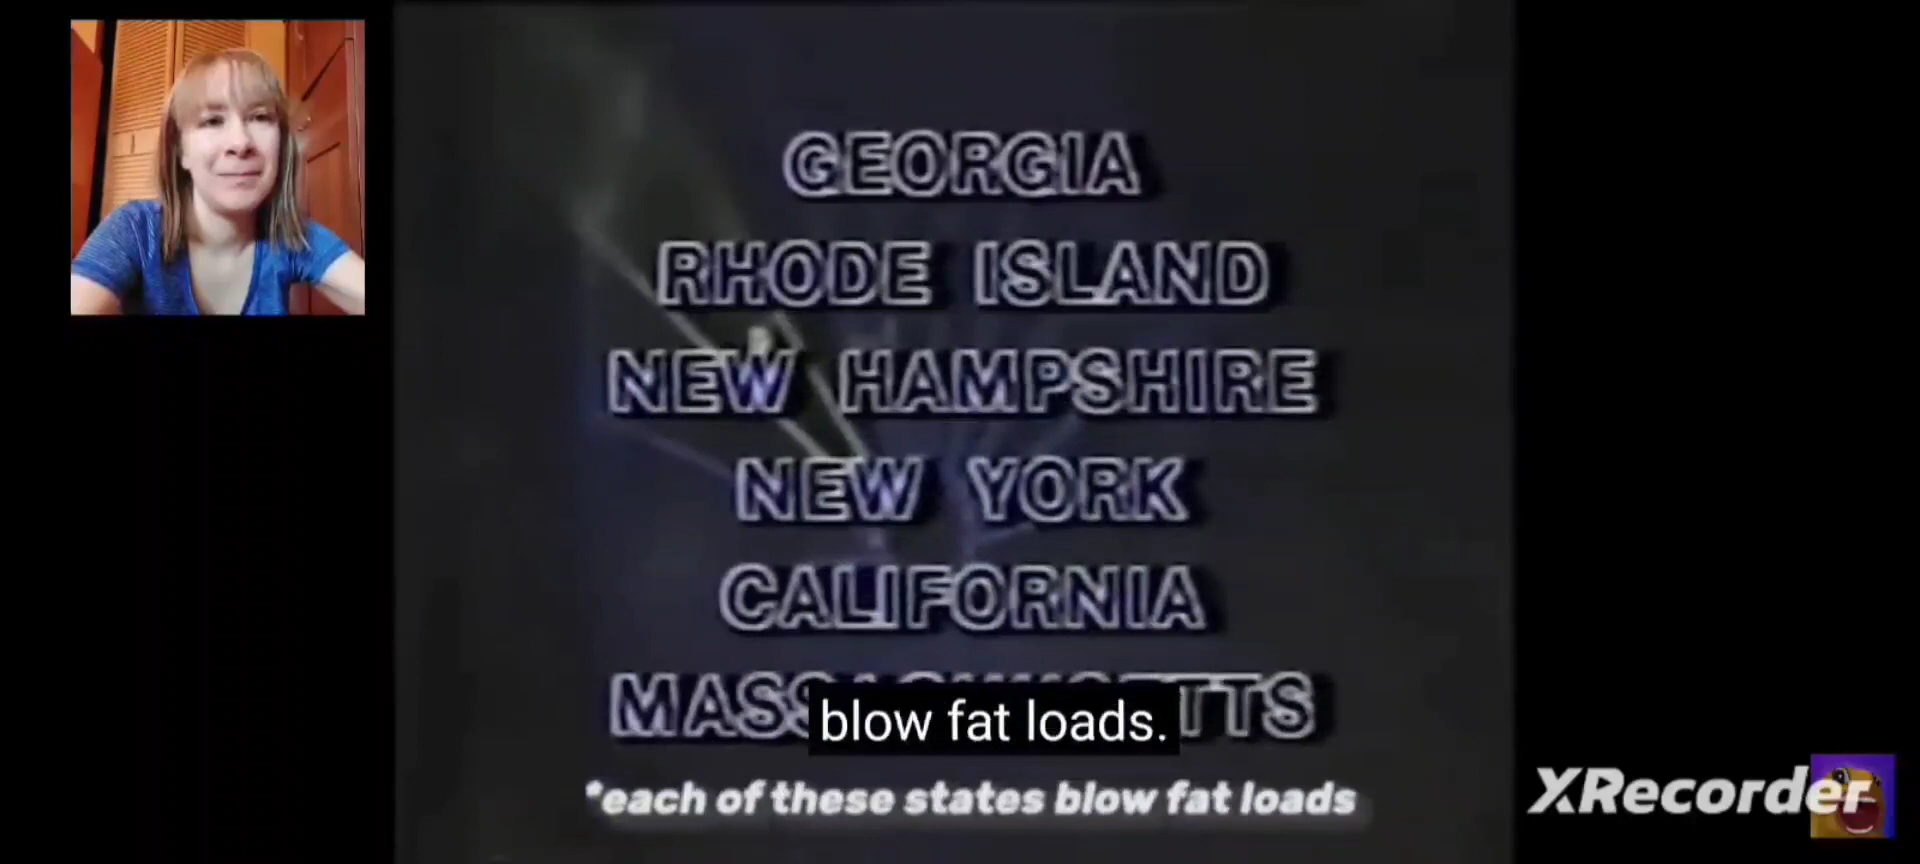 GEORGIA
RHODE ISLAND
NEW HAMPSHIRE
NEW YORK
CALIFORNIA
MASSACHUSETTS
blow fat loads.
*each of these states blow fat loads
XRecorder